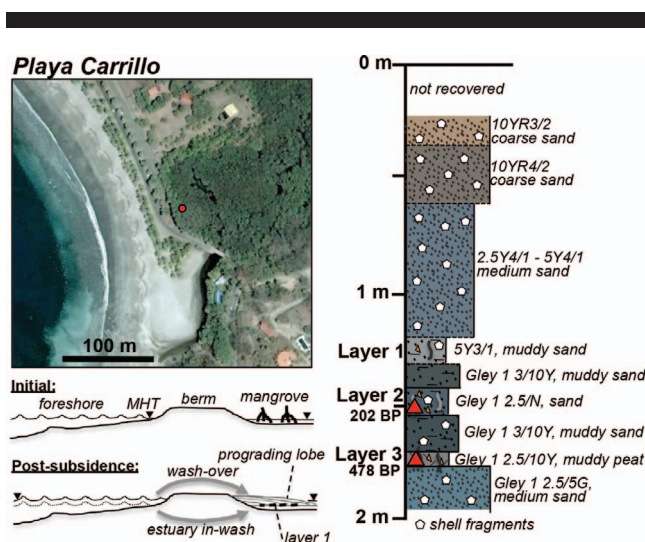 Playa Carrillo
100 m
Initial:
foreshore MHT berm mangrove
Post-subsidence:
wash-over
prograding lobe
estuary in-wash
layer 1
0 m
not recovered
10YR3/2
coarse sand
10YR4/2
coarse sand
2.5Y4/1 - 5Y4/1
medium sand
1 m
Layer 1
5Y3/1, muddy sand
Gley 1 3/10Y, muddy sand
Layer 2
202 BP
Gley 1 2.5/N, sand
Gley 1 3/10Y, muddy sand
Layer 3
478 BP
Gley 1 2.5/10Y, muddy peat
Gley 1 2.5/5G,
medium sand
2 m
shell fragments